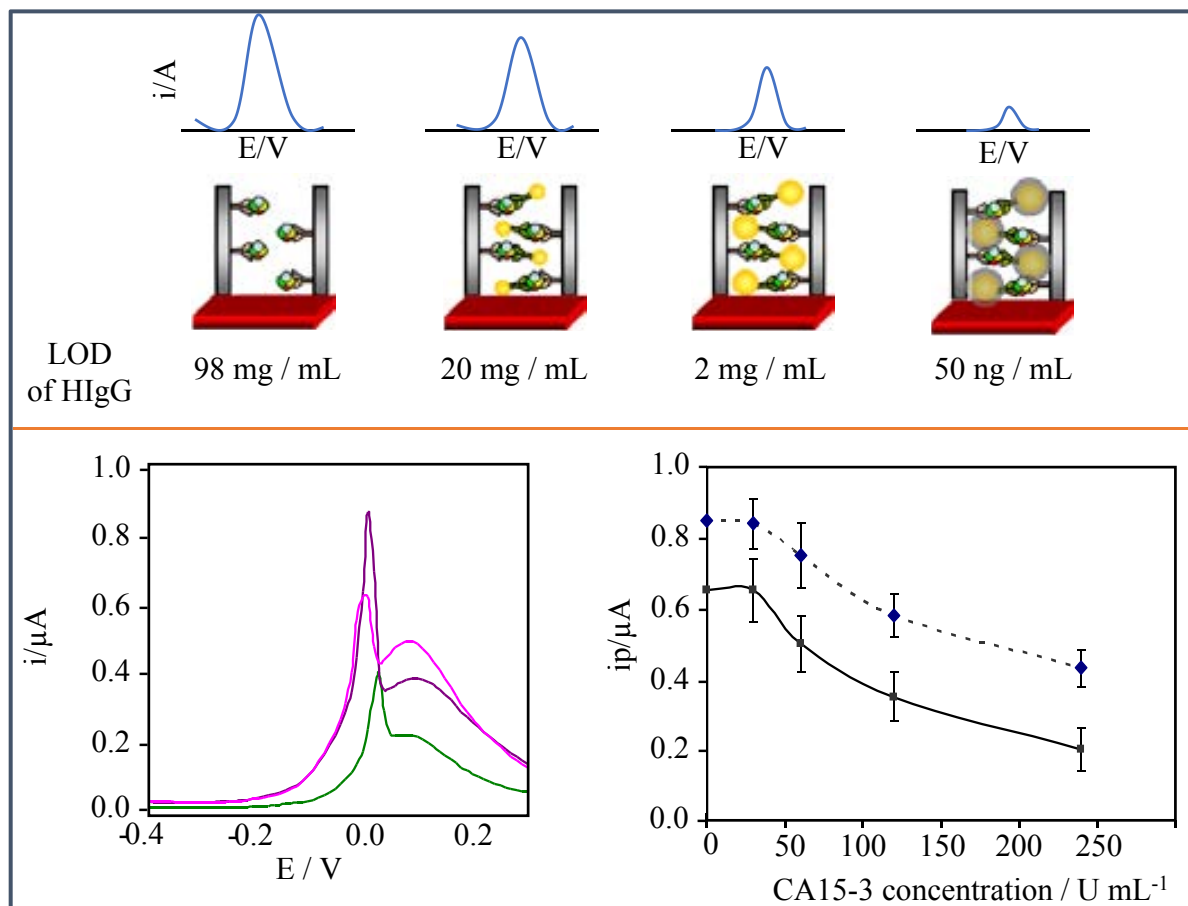 i/A
E/V
E/V
E/V
E/V
LOD
of HIgG
98 mg / mL
20 mg / mL
2 mg / mL
50 ng / mL
1.0
0.8
0.6
0.4
0.2
0.0
i/µA
-0.4
-0.2
0.0
0.2
E / V
1.0
0.8
0.6
0.4
0.2
0.0
ip/µA
0
50
100
150
200
250
CA15-3 concentration / U mL⁻¹